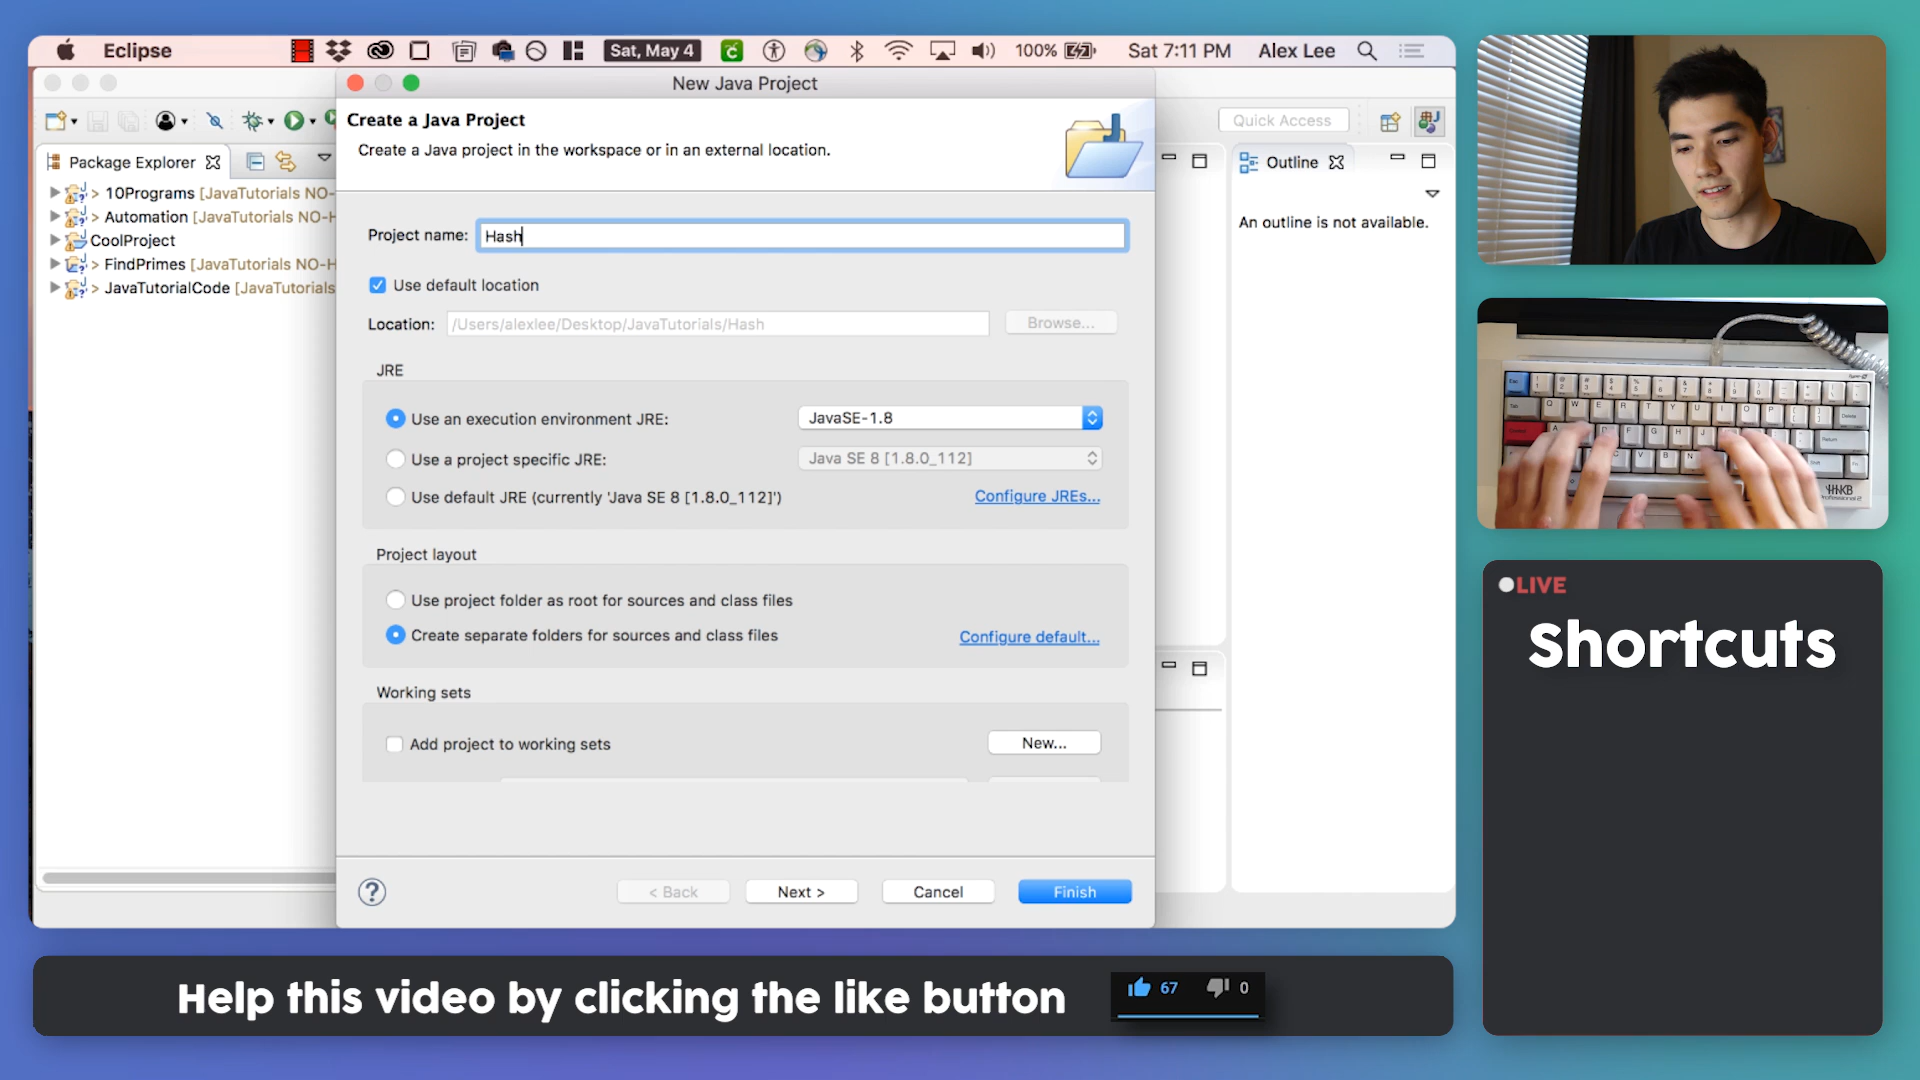 Eclipse
Sat, May 4
100%
Sat 7:11 PM
Alex Lee
New Java Project
Create a Java Project
Create a Java project in the workspace or in an external location.
Quick Access
Package Explorer
Outline
10Programs [JavaTutorials NO-
Automation [JavaTutorials NO-H
CoolProject
FindPrimes [JavaTutorials NO-H
JavaTutorialCode [JavaTutorials
An outline is not available.
Project name: Hash
Use default location
Location: /Users/alexlee/Desktop/JavaTutorials/Hash
Browse...
JRE
Use an execution environment JRE:
JavaSE-1.8
Use a project specific JRE:
Java SE 8 [1.8.0_112]
Use default JRE (currently 'Java SE 8 [1.8.0_112]')
Configure JREs...
Project layout
Use project folder as root for sources and class files
Create separate folders for sources and class files
Configure default...
Working sets
Add project to working sets
New...
?
< Back
Next >
Cancel
Finish
LIVE
Shortcuts
Help this video by clicking the like button
67
0
HHKB
Professional 2